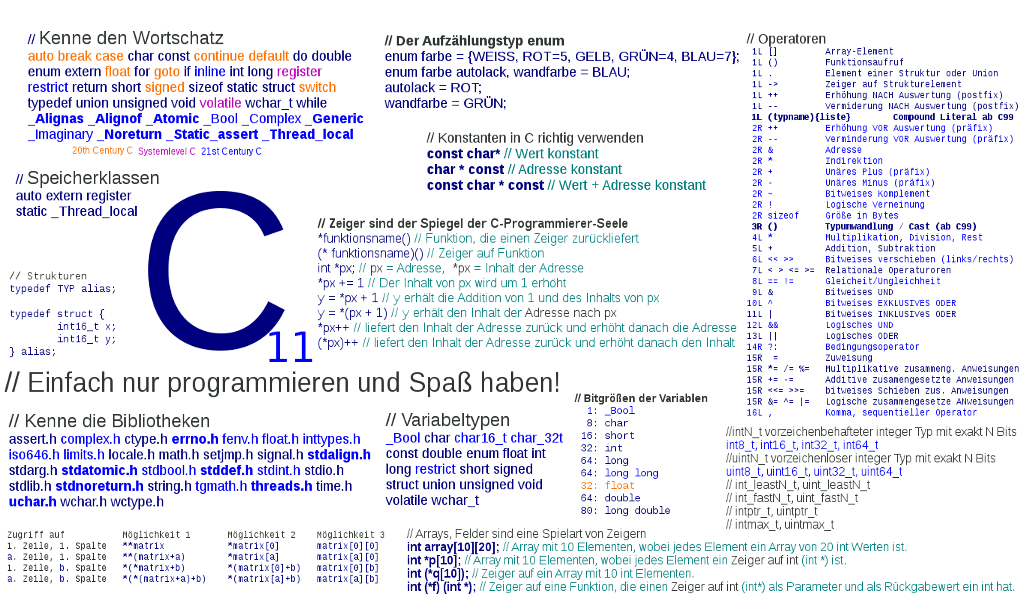 // Kenne den Wortschatz
auto break case char const continue default do double
enum extern float for goto if inline int long register
restrict return short signed sizeof static struct switch
typedef union unsigned void volatile wchar_t while
_Alignas _Alignof _Atomic _Bool _Complex _Generic
_Imaginary _Noreturn _Static_assert _Thread_local
20th Century C Systemlevel C 21st Century C
// Speicherklassen
auto extern register
static _Thread_local
// Strukturen
typedef TYP alias;
typedef struct {
int16_t x;
int16_t y;
} alias;
C
11
// Der Aufzählungstyp enum
enum farbe = {WEISS, ROT=5, GELB, GRÜN=4, BLAU=7};
enum farbe autolack, wandfarbe = BLAU;
autolack = ROT;
wandfarbe = GRÜN;
// Konstanten in C richtig verwenden
const char* // Wert konstant
char * const // Adresse konstant
const char * const // Wert + Adresse konstant
// Zeiger sind der Spiegel der C-Programmierer-Seele
*funktionsname() // Funktion, die einen Zeiger zurückliefert
(* funktionsname)() // Zeiger auf Funktion
int *px; // px = Adresse, *px = Inhalt der Adresse
*px += 1 // Der Inhalt von px wird um 1 erhöht
y = *px + 1 // y erhält die Addition von 1 und des Inhalts von px
y = *(px + 1) // y erhält den Inhalt der Adresse nach px
*px++ // liefert den Inhalt der Adresse zurück und erhöht danach die Adresse
(*px)++ // liefert den Inhalt der Adresse zurück und erhöht danach den Inhalt
// Operatoren
1L [] Array-Element
1L () Funktionsaufruf
1L . Element einer Struktur oder Union
1L -> Zeiger auf Strukturelement
1L ++ Erhöhung NACH Auswertung (postfix)
1L -- Verminderung NACH Auswertung (postfix)
1L (typname){liste} Compound Literal ab C99
2R ++ Erhöhung VOR Auswertung (präfix)
2R -- Verminderung VOR Auswertung (präfix)
2R & Adresse
2R * Indirektion
2R + Unäres Plus (präfix)
2R - Unäres Minus (präfix)
2R ~ Bitweises Komplement
2R ! Logische Verneinung
2R sizeof Größe in Bytes
3R () Typumwandlung / Cast (ab C99)
4L * Multiplikation, Division, Rest
5L + Addition, Subtraktion
6L << >> Bitweises verschieben (links/rechts)
7L < > <= >= Relationale Operatuoren
8L == != Gleicheit/Ungleichheit
9L & Bitweises UND
10L ^ Bitweises EXKLUSIVES ODER
11L | Bitweises INKLUSIVES ODER
12L && Logisches UND
13L || Logisches ODER
14R ?: Bedingungsoperator
15R = Zuweisung
15R *= /= %= Multiplikative zusammeng. Anweisungen
15R += -= Additive zusamengesetzte Anweisungen
15R <<= >>= bitweises Schieben zus. Anweisungen
15R &= ^= |= Logische zusammengesetze ANweisungen
16L , Komma, sequentieller Operator
// Einfach nur programmieren und Spaß haben!
// Kenne die Bibliotheken
assert.h complex.h ctype.h errno.h fenv.h float.h inttypes.h
iso646.h limits.h locale.h math.h setjmp.h signal.h stdalign.h
stdarg.h stdatomic.h stdbool.h stddef.h stdint.h stdio.h
stdlib.h stdnoreturn.h string.h tgmath.h threads.h time.h
uchar.h wchar.h wctype.h
// Variabeltypen
_Bool char char16_t char_32t
const double enum float int
long restrict short signed
struct union unsigned void
volatile wchar_t
// Bitgrößen der Variablen
1: _Bool
8: char
16: short
32: int
64: long
64: long long
32: float
64: double
80: long double
//intN_t vorzeichenbehafteter integer Typ mit exakt N Bits
int8_t, int16_t, int32_t, int64_t
//uintN_t vorzeichenloser integer Typ mit exakt N Bits
uint8_t, uint16_t, uint32_t, uint64_t
// int_leastN_t, uint_leastN_t
// int_fastN_t, uint_fastN_t
// intptr_t, uintptr_t
// intmax_t, uintmax_t
Zugriff auf Möglichkeit 1 Möglichkeit 2 Möglichkeit 3
1. Zeile, 1. Spalte **matrix *matrix[0] matrix[0][0]
a. Zeile, 1. Spalte **(matrix+a) *matrix[a] matrix[a][0]
1. Zeile, b. Spalte *(*matrix+b) *(matrix[0]+b) matrix[0][b]
a. Zeile, b. Spalte *(*(matrix+a)+b) *(matrix[a]+b) matrix[a][b]
// Arrays, Felder sind eine Spielart von Zeigern
int array[10][20]; // Array mit 10 Elementen, wobei jedes Element ein Array von 20 int Werten ist.
int *p[10]; // Array mit 10 Elementen, wobei jedes Element ein Zeiger auf int (int *) ist.
int (*q[10]); // Zeiger auf ein Array mit 10 int Elementen.
int (*f) (int *); // Zeiger auf eine Funktion, die einen Zeiger auf int (int*) als Parameter und als Rückgabewert ein int hat.